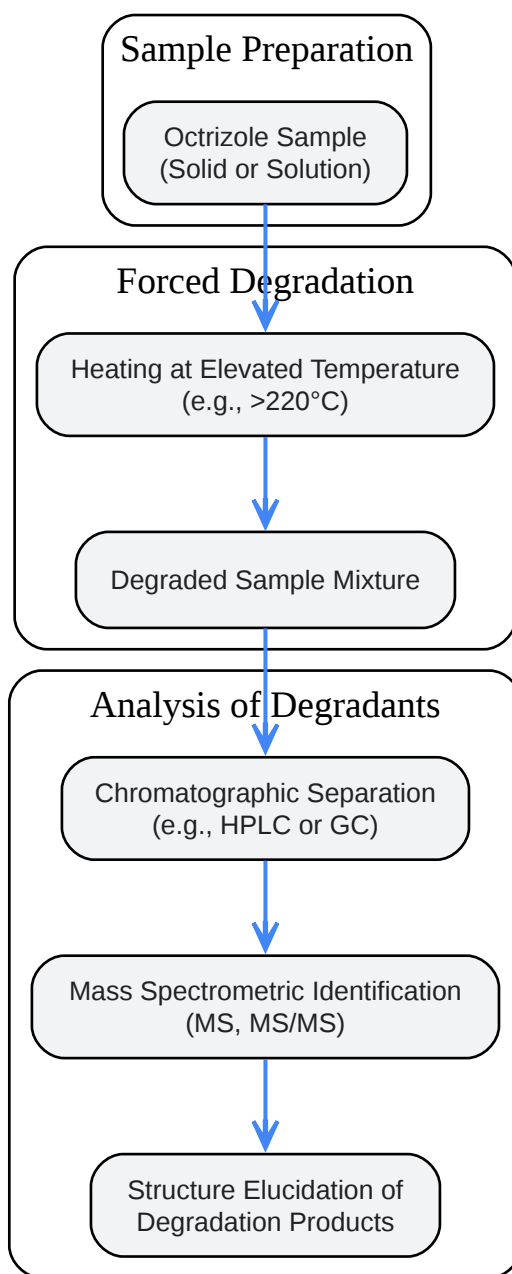 Sample Preparation
Octrizole Sample
(Solid or Solution)
Forced Degradation
Heating at Elevated Temperature
(e.g., >220°C)
Degraded Sample Mixture
Analysis of Degradants
Chromatographic Separation
(e.g., HPLC or GC)
Mass Spectrometric Identification
(MS, MS/MS)
Structure Elucidation of
Degradation Products